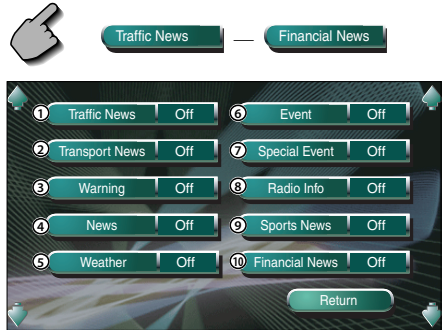 Traffic News — Financial News
① Traffic News Off
② Transport News Off
③ Warning Off
④ News Off
⑤ Weather Off
⑥ Event Off
⑦ Special Event Off
⑧ Radio Info Off
⑨ Sports News Off
⑩ Financial News Off
Return